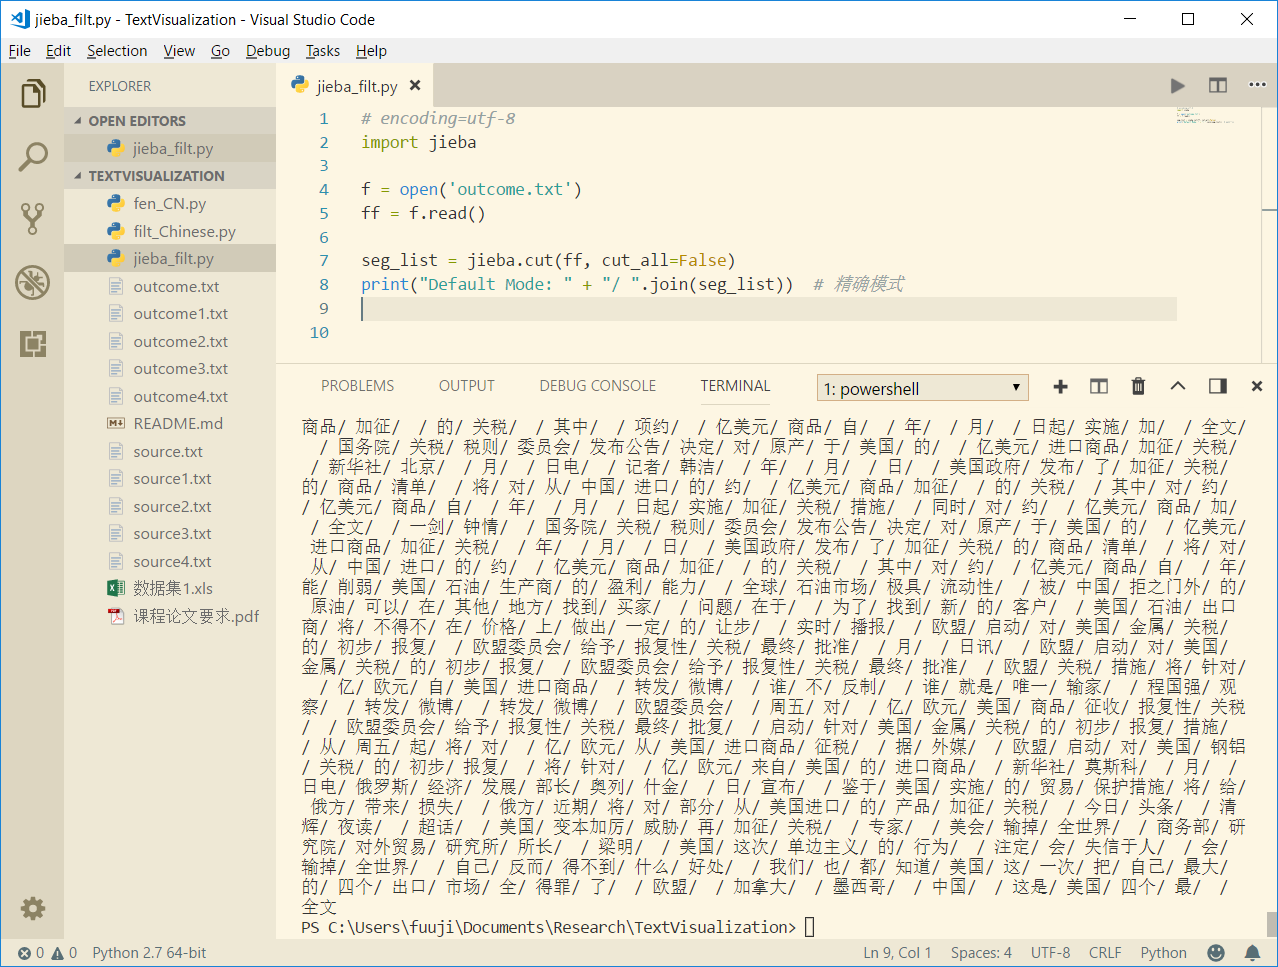 jieba_filt.py - TextVisualization - Visual Studio Code
File Edit Selection View Go Debug Tasks Help
EXPLORER
OPEN EDITORS
jieba_filt.py
TEXTVISUALIZATION
fen_CN.py
filt_Chinese.py
jieba_filt.py
outcome.txt
outcome1.txt
outcome2.txt
outcome3.txt
outcome4.txt
README.md
source.txt
source1.txt
source2.txt
source3.txt
source4.txt
数据集1.xls
课程论文要求.pdf
jieba_filt.py
1 # encoding=utf-8
2 import jieba
3
4 f = open('outcome.txt')
5 ff = f.read()
6
7 seg_list = jieba.cut(ff, cut_all=False)
8 print("Default Mode: " + "/ ".join(seg_list))  # 精确模式
9
10
PROBLEMS OUTPUT DEBUG CONSOLE TERMINAL 1: powershell
商品/ 加征/  / 的/ 关税/  / 其中/  / 项约/  / 亿美元/ 商品/ 自/  / 年/  / 月/  / 日起/ 实施/ 加/  / 全文/
 / 国务院/ 关税/ 税则/ 委员会/ 发布公告/ 决定/ 对/ 原产/ 于/ 美国/ 的/  / 亿美元/ 进口商品/ 加征/ 关税/
 / 新华社/ 北京/  / 月/  / 日电/  / 记者/ 韩洁/  / 年/  / 月/  / 日/  / 美国政府/ 发布/ 了/ 加征/ 关税/
的/ 商品/ 清单/  / 将/ 对/ 从/ 中国/ 进口/ 的/ 约/  / 亿美元/ 商品/ 加征/  / 的/ 关税/  / 其中/ 对/ 约/
/ 亿美元/ 商品/ 自/  / 年/  / 月/  / 日起/ 实施/ 加征/ 关税/ 措施/  / 同时/ 对/ 约/  / 亿美元/ 商品/ 加/
 / 全文/  / 一剑/ 钟情/  / 国务院/ 关税/ 税则/ 委员会/ 发布公告/ 决定/ 对/ 原产/ 于/ 美国/ 的/  / 亿美元/
进口商品/ 加征/ 关税/  / 年/  / 月/  / 日/  / 美国政府/ 发布/ 了/ 加征/ 关税/ 的/ 商品/ 清单/  / 将/ 对/
从/ 中国/ 进口/ 的/ 约/  / 亿美元/ 商品/ 加征/  / 的/ 关税/  / 其中/ 对/ 约/  / 亿美元/ 商品/ 自/  / 年/
能/ 削弱/ 美国/ 石油/ 生产商/ 的/ 盈利/ 能力/  / 全球/ 石油市场/ 极具/ 流动性/  / 被/ 中国/ 拒之门外/ 的/
原油/ 可以/ 在/ 其他/ 地方/ 找到/ 买家/  / 问题/ 在于/  / 为了/ 找到/ 新/ 的/ 客户/  / 美国/ 石油/ 出口
商/ 将/ 不得不/ 在/ 价格/ 上/ 做出/ 一定/ 的/ 让步/  / 实时/ 播报/  / 欧盟/ 启动/ 对/ 美国/ 金属/ 关税/
的/ 初步/ 报复/  / 欧盟委员会/ 给予/ 报复性/ 关税/ 最终/ 批准/  / 月/  / 日讯/  / 欧盟/ 启动/ 对/ 美国/
金属/ 关税/ 的/ 初步/ 报复/  / 欧盟委员会/ 给予/ 报复性/ 关税/ 最终/ 批准/  / 欧盟/ 关税/ 措施/ 将/ 针对/
 / 亿/ 欧元/ 自/ 美国/ 进口商品/  / 转发/ 微博/  / 谁/ 不/ 反制/  / 谁/ 就是/ 唯一/ 输家/  / 程国强/ 观
察/  / 转发/ 微博/  / 转发/ 微博/  / 欧盟委员会/  / 周五/ 对/  / 亿/ 欧元/ 美国/ 商品/ 征收/ 报复性/ 关税
/  / 欧盟委员会/ 给予/ 报复性/ 关税/ 最终/ 批复/  / 启动/ 针对/ 美国/ 金属/ 关税/ 的/ 初步/ 报复/ 措施/
 / 从/ 周五/ 起/ 将/ 对/  / 亿/ 欧元/ 从/ 美国/ 进口商品/ 征税/  / 据/ 外媒/  / 欧盟/ 启动/ 对/ 美国/ 钢铝
/ 关税/ 的/ 初步/ 报复/  / 将/ 针对/  / 亿/ 欧元/ 来自/ 美国/ 的/ 进口商品/  / 新华社/ 莫斯科/  / 月/  /
日电/ 俄罗斯/ 经济/ 发展/ 部长/ 奥列/ 什金/  / 日/ 宣布/  / 鉴于/ 美国/ 实施/ 的/ 贸易/ 保护措施/ 将/ 给/
俄方/ 带来/ 损失/  / 俄方/ 近期/ 将/ 对/ 部分/ 从/ 美国进口/ 的/ 产品/ 加征/ 关税/  / 今日/ 头条/  / 清
辉/ 夜读/  / 超话/  / 美国/ 变本加厉/ 威胁/ 再/ 加征/ 关税/  / 专家/  / 美会/ 输掉/ 全世界/  / 商务部/ 研
究院/ 对外贸易/ 研究所/ 所长/  / 梁明/  / 美国/ 这次/ 单边主义/ 的/ 行为/  / 注定/ 会/ 失信于人/  / 会/
输掉/ 全世界/  / 自己/ 反而/ 得不到/ 什么/ 好处/  / 我们/ 也/ 都/ 知道/ 美国/ 这/ 一次/ 把/ 自己/ 最大/
的/ 四个/ 出口/ 市场/ 全/ 得罪/ 了/  / 欧盟/  / 加拿大/  / 墨西哥/  / 中国/  / 这是/ 美国/ 四个/ 最/  /
全文
PS C:\Users\fuuji\Documents\Research\TextVisualization>
0 0 Python 2.7 64-bit Ln 9, Col 1 Spaces: 4 UTF-8 CRLF Python